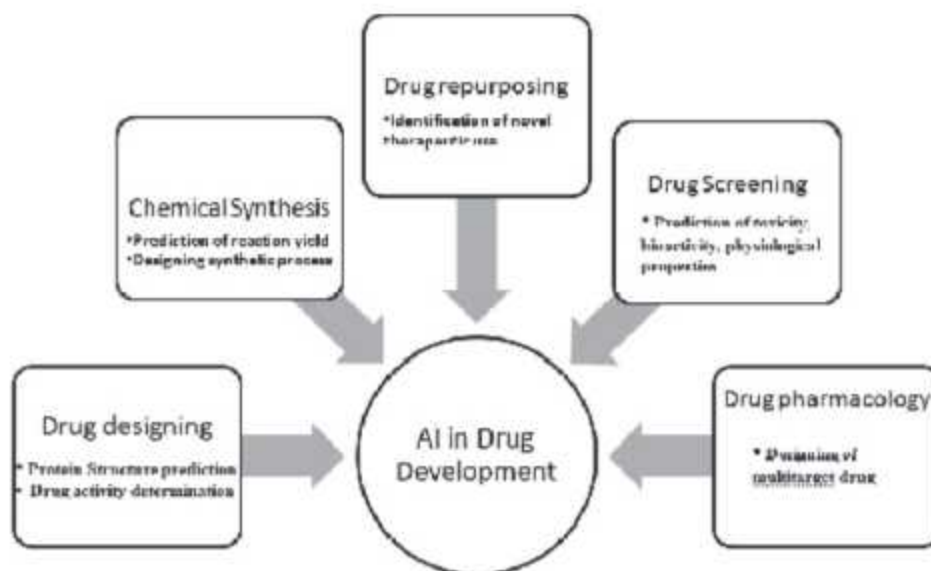 Drug repurposing
•Identification of novel
therapeutic use
Chemical Synthesis
•Prediction of reaction yield
•Designing synthetic process
Drug Screening
• Prediction of toxicity,
bioactivity, physiological
properties
Drug designing
• Protein Structure prediction
• Drug activity determination
AI in Drug
Development
Drug pharmacology
• Designing of
multitarget drug